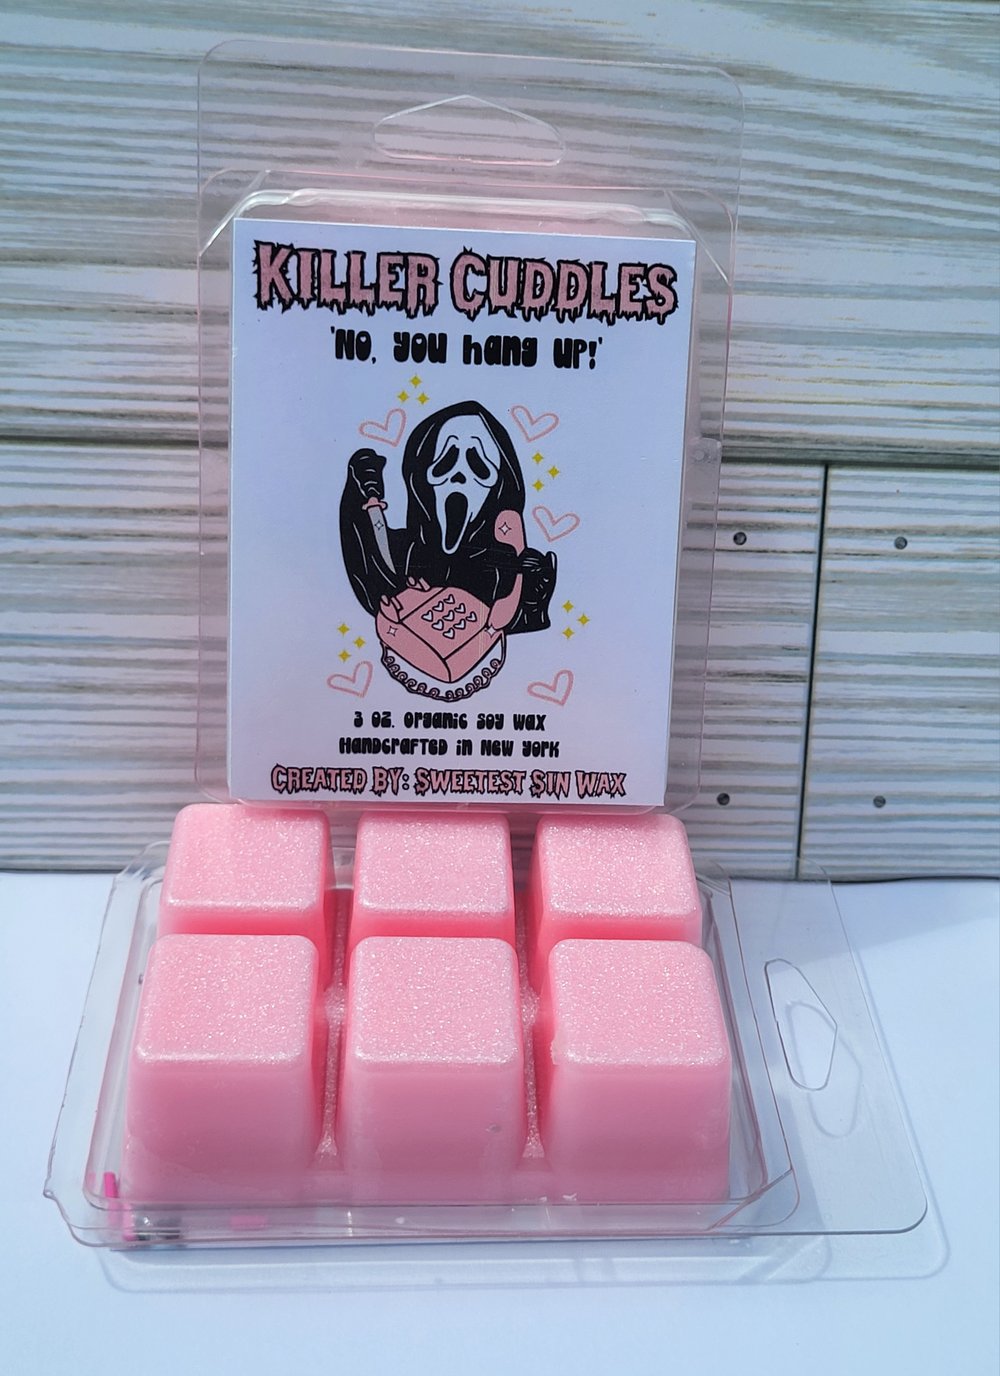 KILLER CUDDLES
'No, you hang up!'
3 oz. organic soy wax
Handcrafted in New York
CREATED BY: SWEETEST SIN WAX